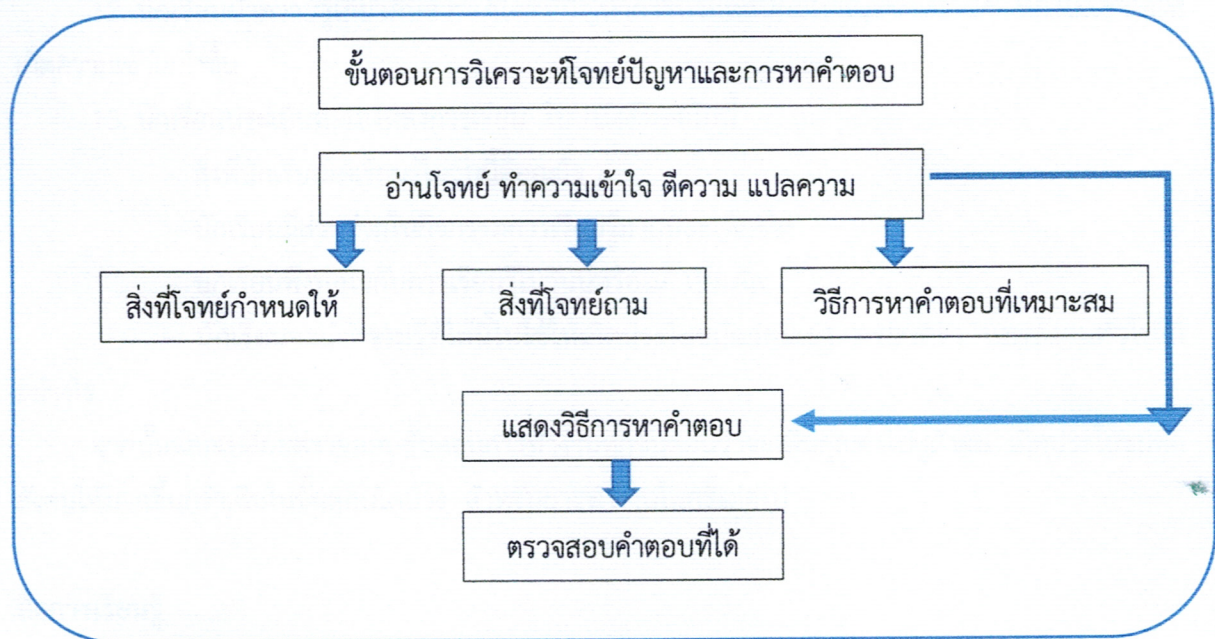 ขั้นตอนการวิเคราะห์โจทย์ปัญหาและการหาคำตอบ
อ่านโจทย์ ทำความเข้าใจ ตีความ แปลความ
สิ่งที่โจทย์กำหนดให้
สิ่งที่โจทย์ถาม
วิธีการหาคำตอบที่เหมาะสม
แสดงวิธีการหาคำตอบ
ตรวจสอบคำตอบที่ได้